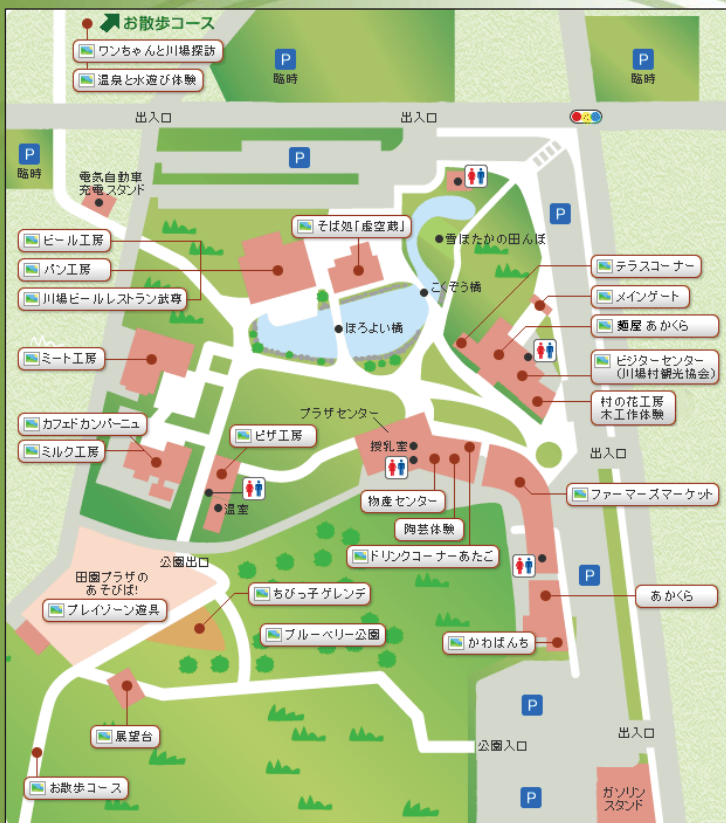 お散歩コース
ワンちゃんと川場探訪
温泉と水遊び体験
P
臨時
P
臨時
出入口
出入口
P
臨時
P
電気自動車
充電スタンド
P
そば処「虚空蔵」
雪ほたかの田んぼ
ビール工房
パン工房
川場ビールレストラン武尊
テラスコーナー
こくぞう橋
メインゲート
ほろよい橋
麺屋 あかくら
ミート工房
ビジターセンター
(川場村観光協会)
村の花工房
木工作体験
プラザセンター
カフェドカンパーニュ
ピザ工房
授乳室
出入口
ミルク工房
物産センター
ファーマーズマーケット
温室
陶芸体験
ドリンクコーナーあたご
公園出口
田園プラザの
あそびば!
プレイゾーン遊具
ちびっ子ゲレンデ
P
あかくら
ブルーベリー公園
かわばんち
P
展望台
出入口
公園入口
お散歩コース
P
ガソリン
スタンド